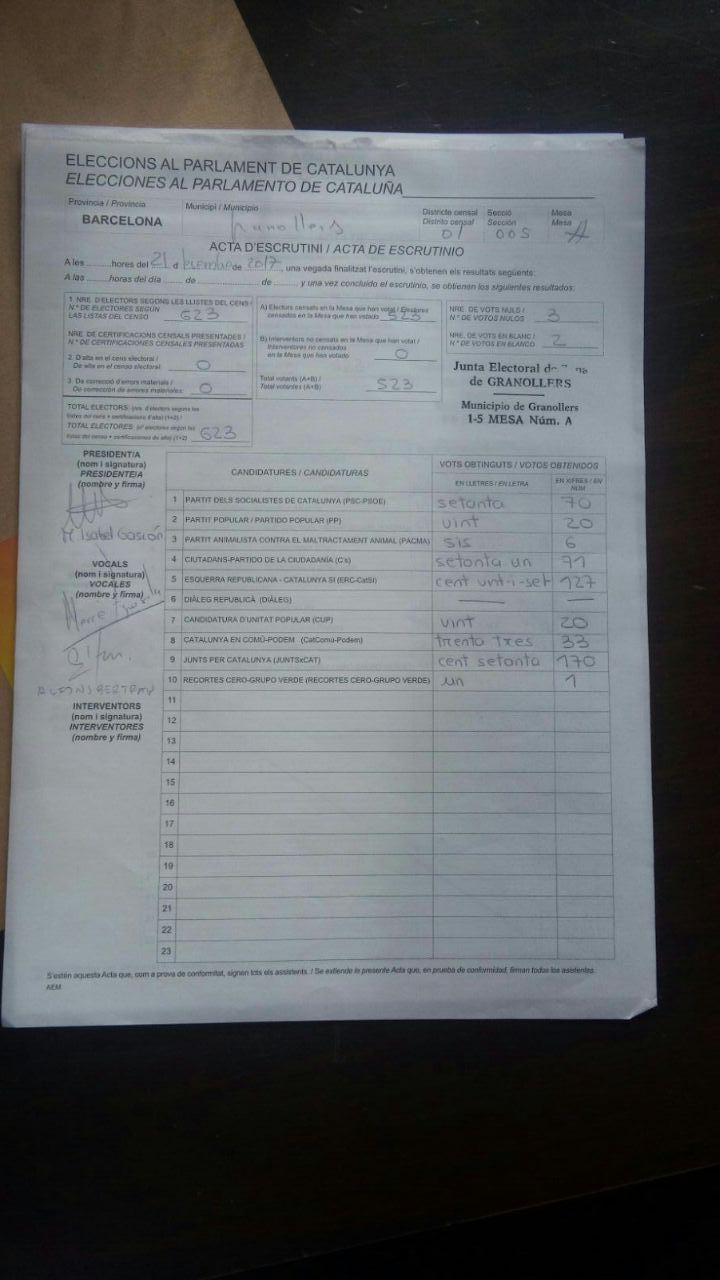 ELECCIONS AL PARLAMENT DE CATALUNYA
ELECCIONES AL PARLAMENTO DE CATALUÑA
Província / Provincia
BARCELONA
Municipi / Municipio
Granollers
Districte censal
Distrito censal
01
Secció
Sección
005
Mesa
Mesa
A
ACTA D'ESCRUTINI / ACTA DE ESCRUTINIO
A les ..........hores del 21 d de 2017, una vegada finalitzat l'escrutini, s'obtenen els resultats següents:
A las ..........horas del día ........ de ........ de ........ y una vez concluido el escrutinio, se obtienen los siguientes resultados:
1. NRE. D'ELECTORS SEGONS LES LLISTES DEL CENS /
N.º DE ELECTORES SEGÚN
LAS LISTAS DEL CENSO 623
NRE. DE CERTIFICACIONS CENSALS PRESENTADES /
N.º DE CERTIFICACIONES CENSALES PRESENTADAS
2. D'alta en el cens electoral /
De alta en el censo electoral 0
3. De correcció d'errors materials /
De corrección de errores materiales 0
TOTAL ELECTORS: (nre. d'electors segons les
llistes del cens + certificacions d'alta) (1+2) /
TOTAL ELECTORES: (nº electores según las
listas del censo + certificaciones de alta) (1+2) 623
A) Electors censats en la Mesa que han votat / Electores
censados en la Mesa que han votado 523
B) Interventors no censats en la Mesa que han votat /
Interventores no censados
en la Mesa que han votado 0
Total votants (A+B) /
Total votantes (A+B) 523
NRE. DE VOTS NULS /
N.º DE VOTOS NULOS 3
NRE. DE VOTS EN BLANC /
N.º DE VOTOS EN BLANCO 2
Junta Electoral de
de GRANOLLERS
Municipio de Granollers
1-5 MESA Núm. A
PRESIDENT/A
(nom i signatura)
PRESIDENTE/A
(nombre y firma)
M Isabel Gascón
VOCALS
(nom i signatura)
VOCALES
(nombre y firma)
INTERVENTORS
(nom i signatura)
INTERVENTORES
(nombre y firma)
CANDIDATURES / CANDIDATURAS
VOTS OBTINGUTS / VOTOS OBTENIDOS
EN LLETRES / EN LETRA
EN XIFRES / EN NÚM
1 PARTIT DELS SOCIALISTES DE CATALUNYA (PSC-PSOE) setanta 70
2 PARTIT POPULAR / PARTIDO POPULAR (PP) vint 20
3 PARTIT ANIMALISTA CONTRA EL MALTRACTAMENT ANIMAL (PACMA) sis 6
4 CIUTADANS-PARTIDO DE LA CIUDADANÍA (C's) setanta un 71
5 ESQUERRA REPUBLICANA - CATALUNYA SÍ (ERC-CatSí) cent vint-i-set 127
6 DIÀLEG REPUBLICÀ (DIÀLEG) — —
7 CANDIDATURA D'UNITAT POPULAR (CUP) vint 20
8 CATALUNYA EN COMÚ-PODEM (CatComú-Podem) trenta tres 33
9 JUNTS PER CATALUNYA (JUNTSxCAT) cent setanta 170
10 RECORTES CERO-GRUPO VERDE (RECORTES CERO-GRUPO VERDE) un 1
11
12
13
14
15
16
17
18
19
20
21
22
23
S'estén aquesta Acta que, com a prova de conformitat, signen tots els assistents. / Se extiende la presente Acta que, en prueba de conformidad, firman todos los asistentes.
AEM